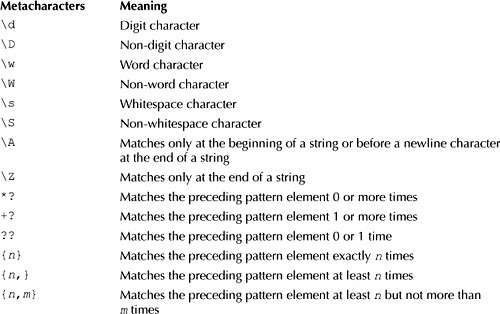 Metacharacters Meaning
\d Digit character
\D Non-digit character
\w Word character
\W Non-word character
\s Whitespace character
\S Non-whitespace character
\A Matches only at the beginning of a string or before a newline character
at the end of a string
\Z Matches only at the end of a string
*? Matches the preceding pattern element 0 or more times
+? Matches the preceding pattern element 1 or more times
?? Matches the preceding pattern element 0 or 1 time
{n} Matches the preceding pattern element exactly n times
{n,} Matches the preceding pattern element at least n times
{n,m} Matches the preceding pattern element at least n but not more than
m times